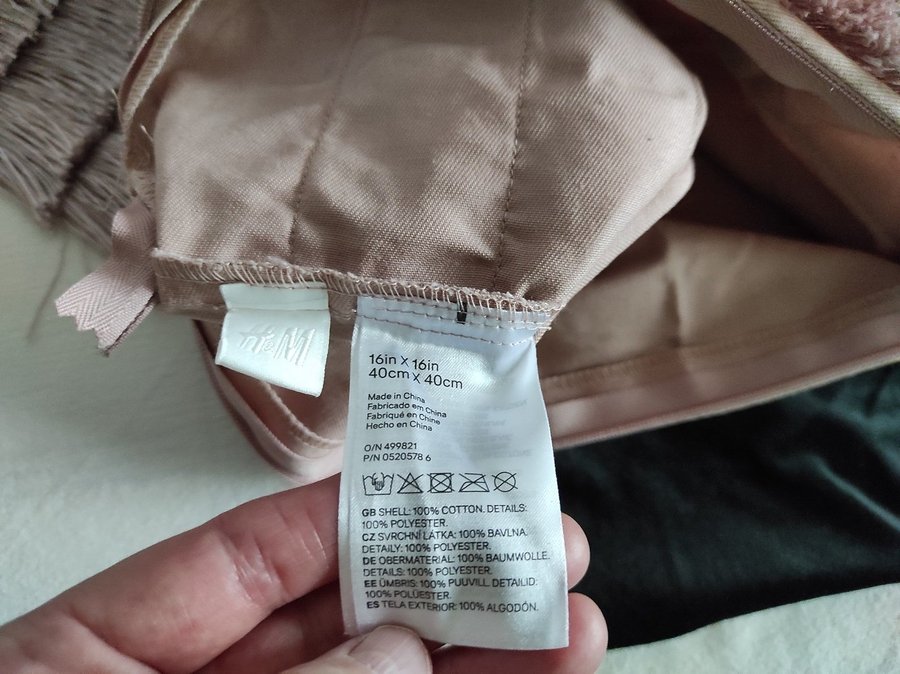 H&M
16in x 16in
40cm x 40cm
Made in China
Fabricado em China
Fabriqué en Chine
Hecho en China
O/N 499821
P/N 0520578 6
GB SHELL: 100% COTTON. DETAILS:
100% POLYESTER.
CZ SVRCHNÍ LÁTKA: 100% BAVLNA.
DETAILY: 100% POLYESTER.
DE OBERMATERIAL: 100% BAUMWOLLE.
DETAILS: 100% POLYESTER.
EE ÜMBRIS: 100% PUUVILL. DETAILID:
100% POLÜESTER.
ES TELA EXTERIOR: 100% ALGODÓN.